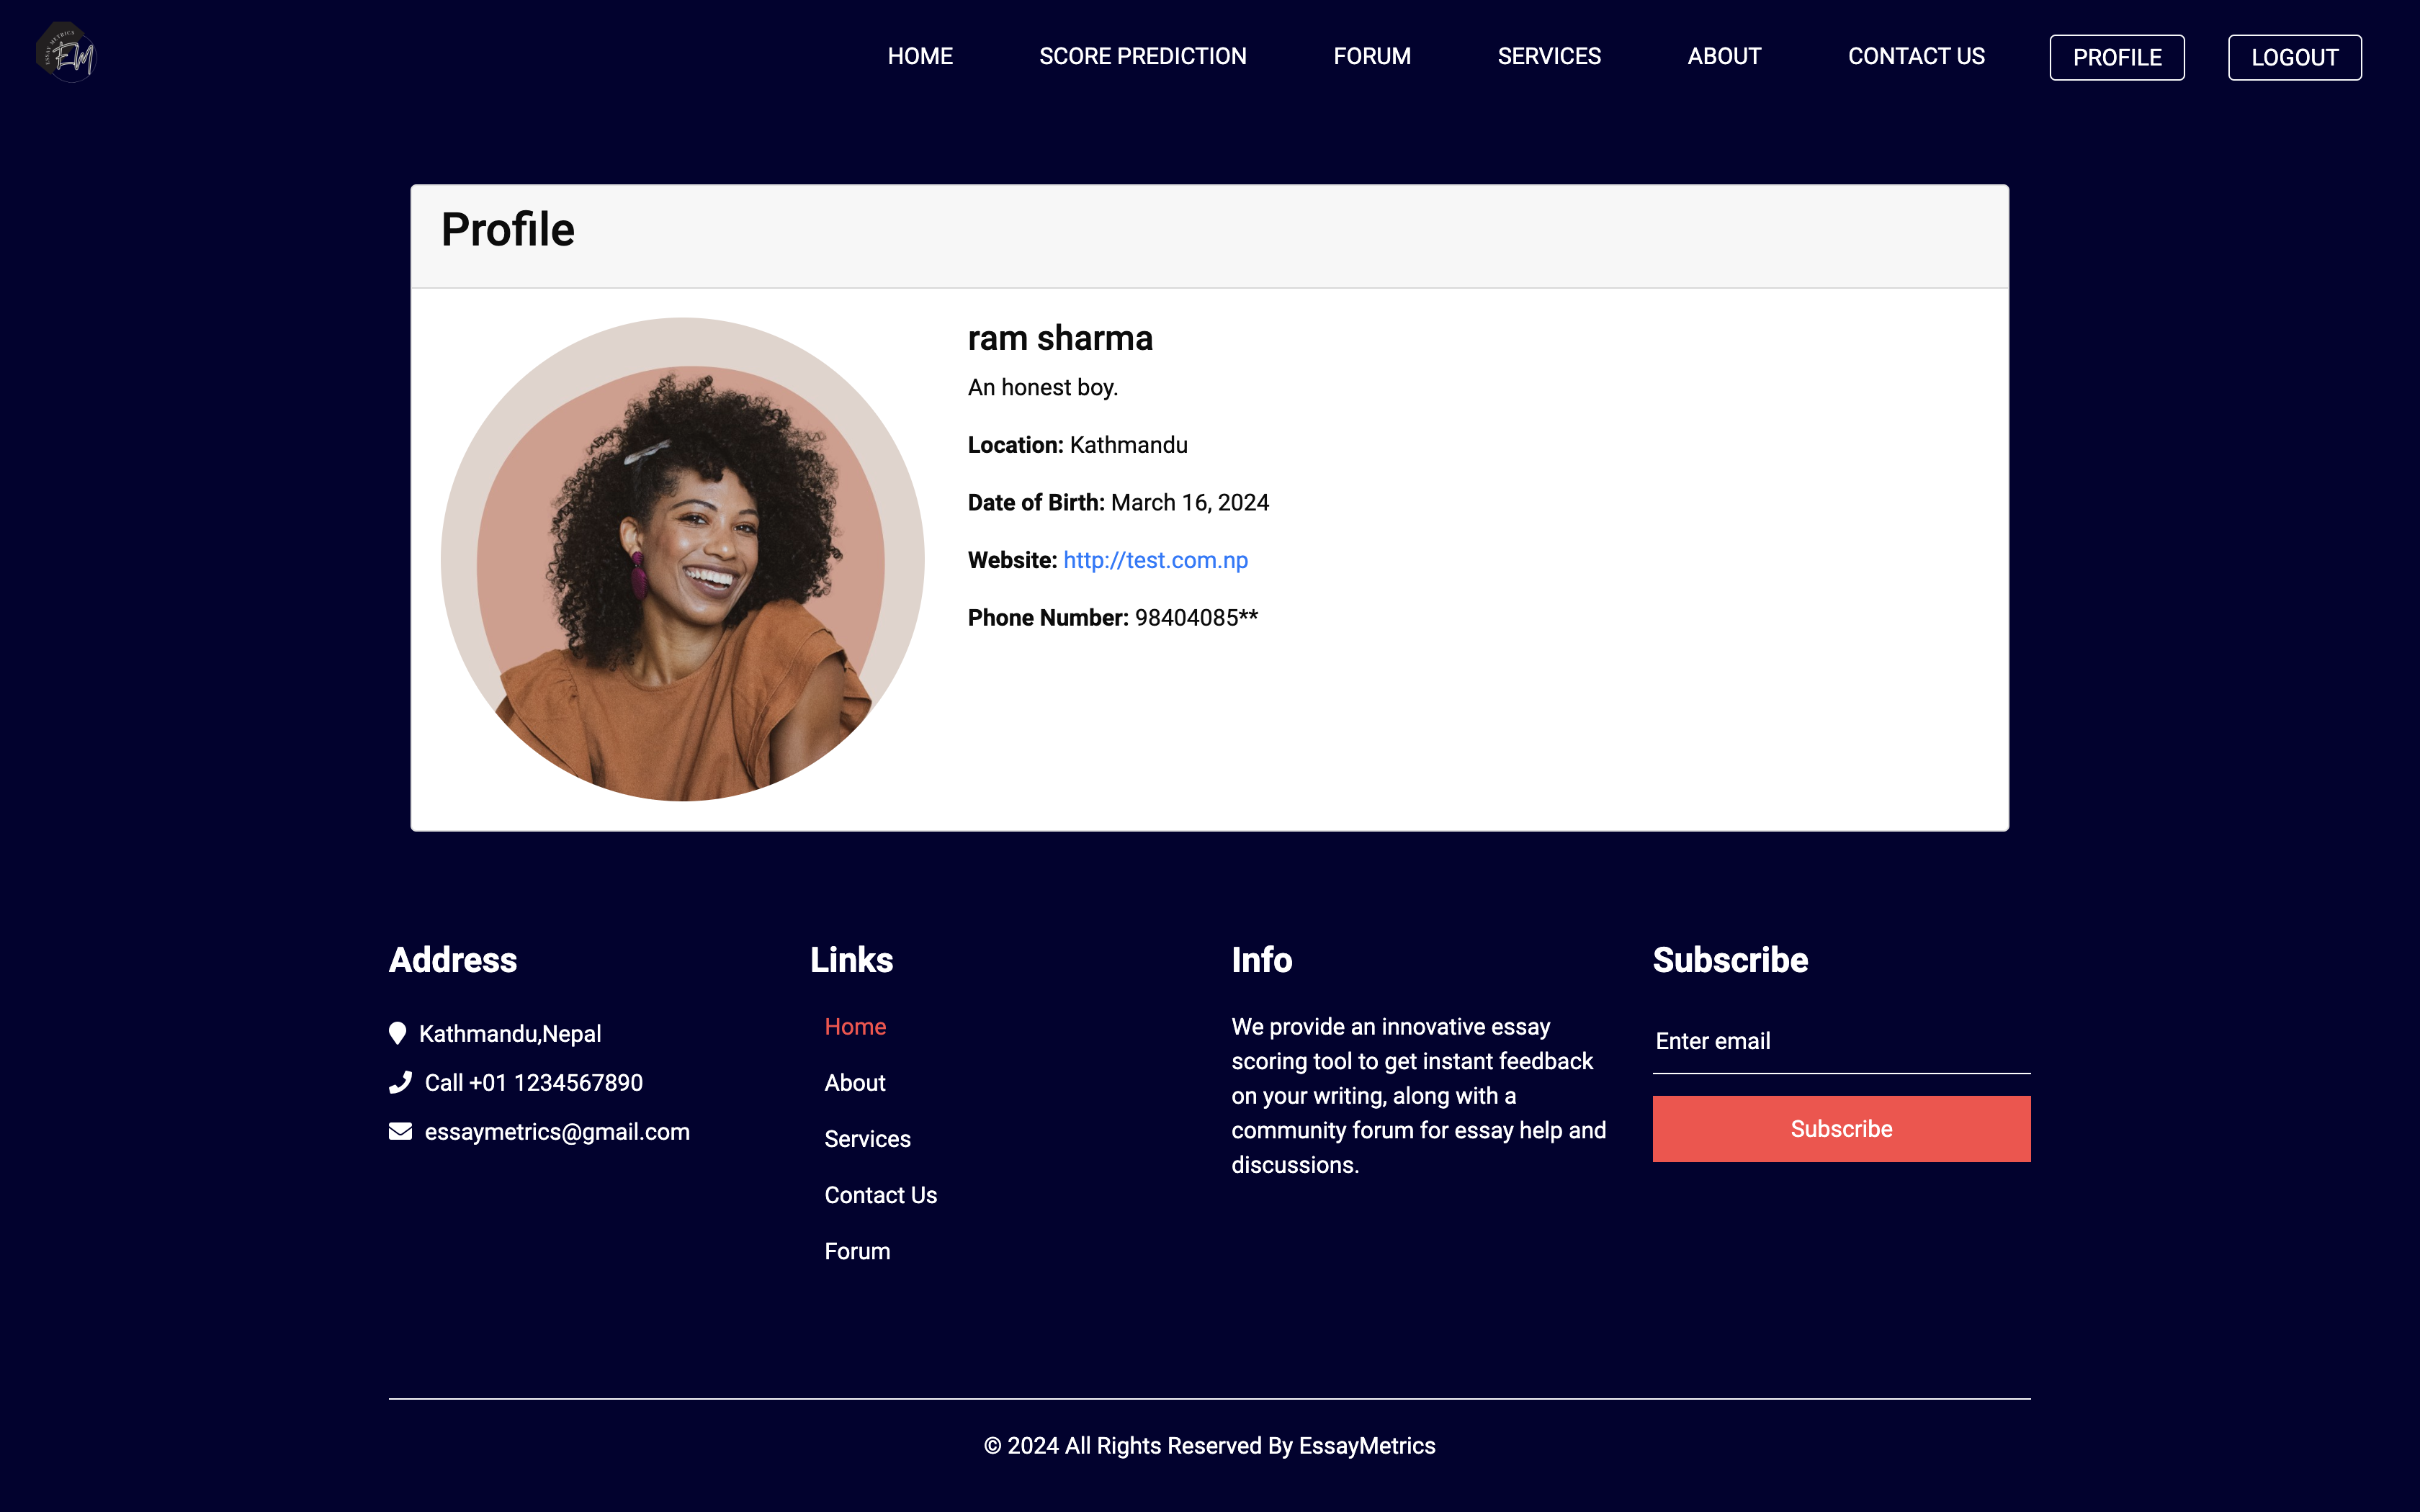 ESSAY METRICS
EM
HOME
SCORE PREDICTION
FORUM
SERVICES
ABOUT
CONTACT US
PROFILE
LOGOUT
Profile
ram sharma
An honest boy.
Location: Kathmandu
Date of Birth: March 16, 2024
Website: http://test.com.np
Phone Number: 98404085**
Address
Kathmandu,Nepal
Call +01 1234567890
essaymetrics@gmail.com
Links
Home
About
Services
Contact Us
Forum
Info
We provide an innovative essay
scoring tool to get instant feedback
on your writing, along with a
community forum for essay help and
discussions.
Subscribe
Enter email
Subscribe
© 2024 All Rights Reserved By EssayMetrics